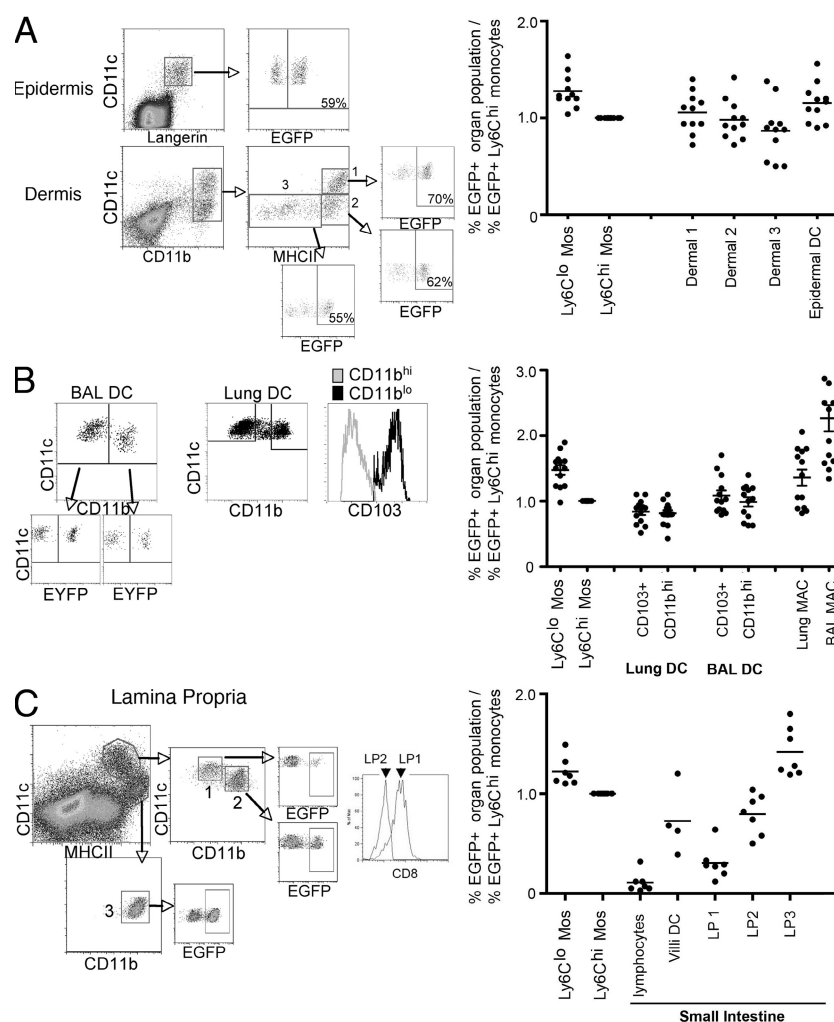 A
Epidermis
CD11c
Langerin
59%
EGFP
Dermis
CD11c
CD11b
CD11c
3
1
2
MHCII
70%
EGFP
62%
EGFP
55%
EGFP
% EGFP+ organ population /
% EGFP+ Ly6Chi monocytes
2.0
1.0
0
Ly6Clo Mos
Ly6Chi Mos
Dermal 1
Dermal 2
Dermal 3
Epidermal DC
B
BAL DC
CD11c
CD11b
CD11c
EYFP
EYFP
Lung DC
CD11c
CD11b
CD11bhi
CD11blo
CD103
% EGFP+ organ population /
% EGFP+ Ly6Chi monocytes
3.0
2.0
1.0
0
Ly6Clo Mos
Ly6Chi Mos
CD103+
CD11bhi
CD103+
CD11bhi
Lung MAC
BAL MAC
Lung DC
BAL DC
C
Lamina Propria
CD11c
MHCII
CD11c
1
2
CD11b
EGFP
EGFP
LP2
LP1
CD8
CD11c
3
CD11b
EGFP
% EGFP+ organ population /
% EGFP+ Ly6Chi monocytes
2.0
1.0
0
Ly6Clo Mos
Ly6Chi Mos
lymphocytes
Villi DC
LP 1
LP2
LP3
Small Intestine